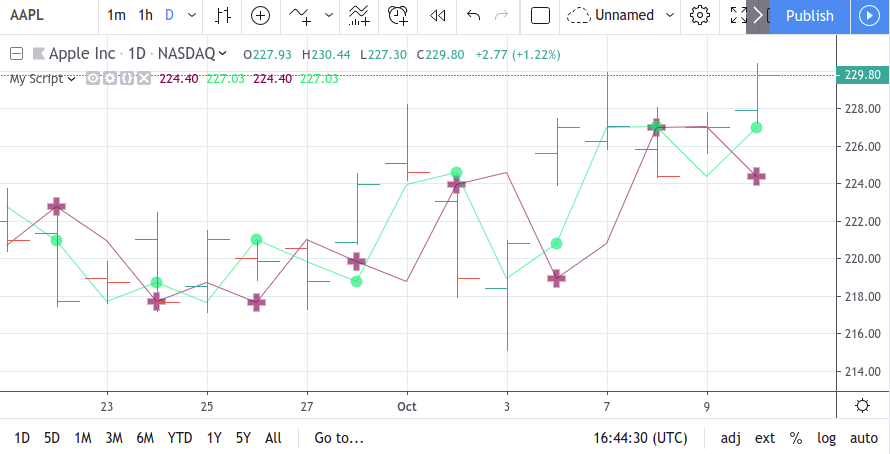 AAPL 1m 1h D Unnamed Publish
Apple Inc · 1D · NASDAQ O227.93 H230.44 L227.30 C229.80 +2.77 (+1.22%)
My Script 224.40 227.03 224.40 227.03
229.80
228.00
226.00
224.00
222.00
220.00
218.00
216.00
214.00
23 25 27 Oct 3 7 9
1D 5D 1M 3M 6M YTD 1Y 5Y All Go to... 16:44:30 (UTC) adj ext % log auto